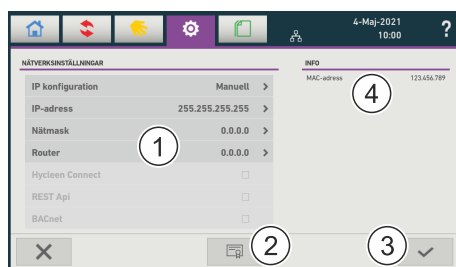 4-Maj-2021
10:00
?
NÄTVERKSINSTÄLLNINGAR
IP konfiguration Manuell >
IP-adress 255.255.255.255 >
Nätmask 0.0.0.0 >
Router 0.0.0.0 >
Hycleen Connect
REST Api
BACnet
INFO
MAC-adress 123.456.789
1
2
3
4